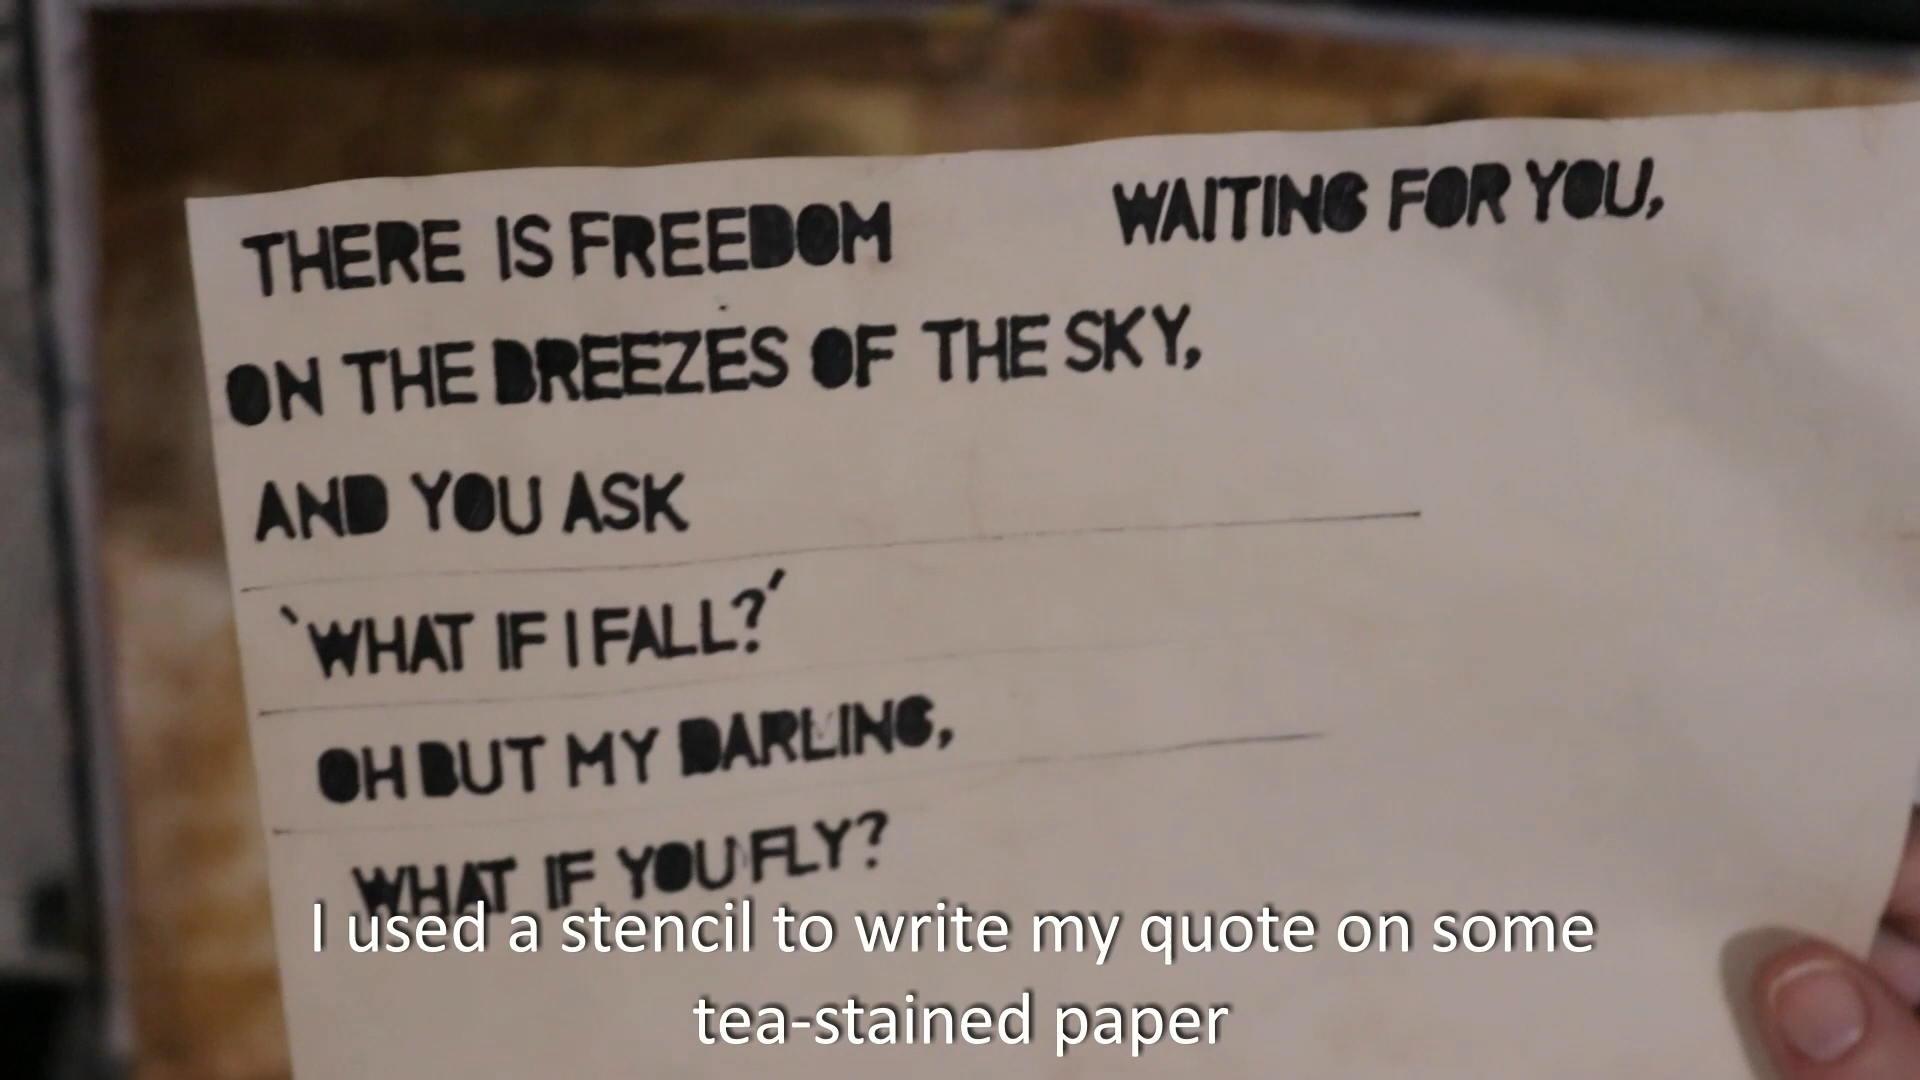 THERE IS FREEDOM WAITING FOR YOU,
ON THE BREEZES OF THE SKY,
AND YOU ASK
`WHAT IF I FALL?'
OH BUT MY DARLING,
WHAT IF YOU FLY?
I used a stencil to write my quote on some
tea-stained paper